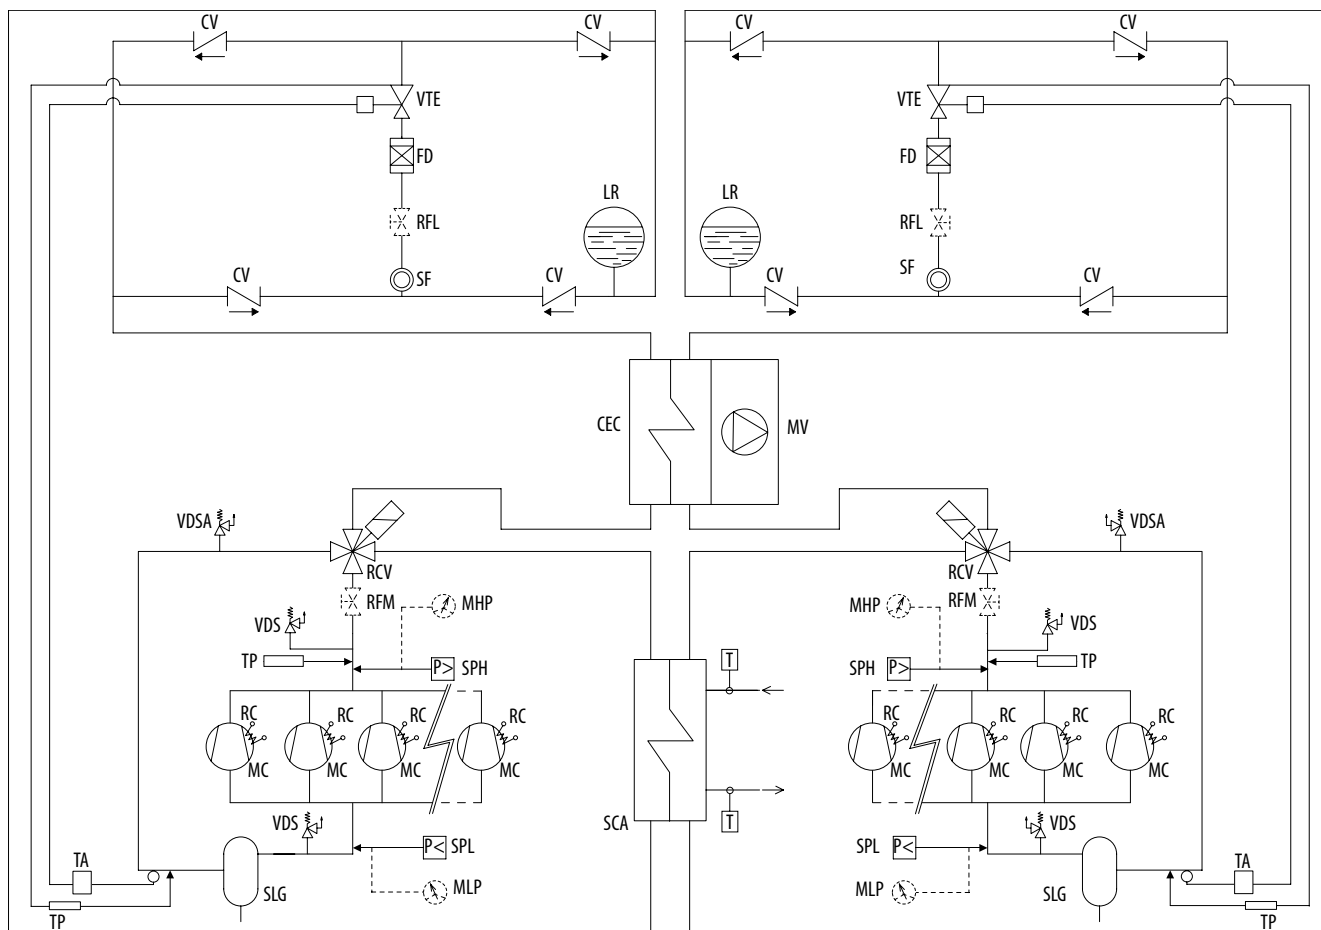 CV CV CV CV
VTE VTE
FD FD
LR LR
RFL RFL
SF SF
CV CV CV CV
CEC MV
VDSA VDSA
RCV RCV
RFM MHP MHP RFM
VDS VDS
TP SPH SPH TP
T
RC RC RC RC RC RC RC RC
MC MC MC MC MC MC MC MC
P> P>
SCA T
VDS VDS
P< SPL SPL P<
TA TA
SLG MLP MLP SLG
TP TP